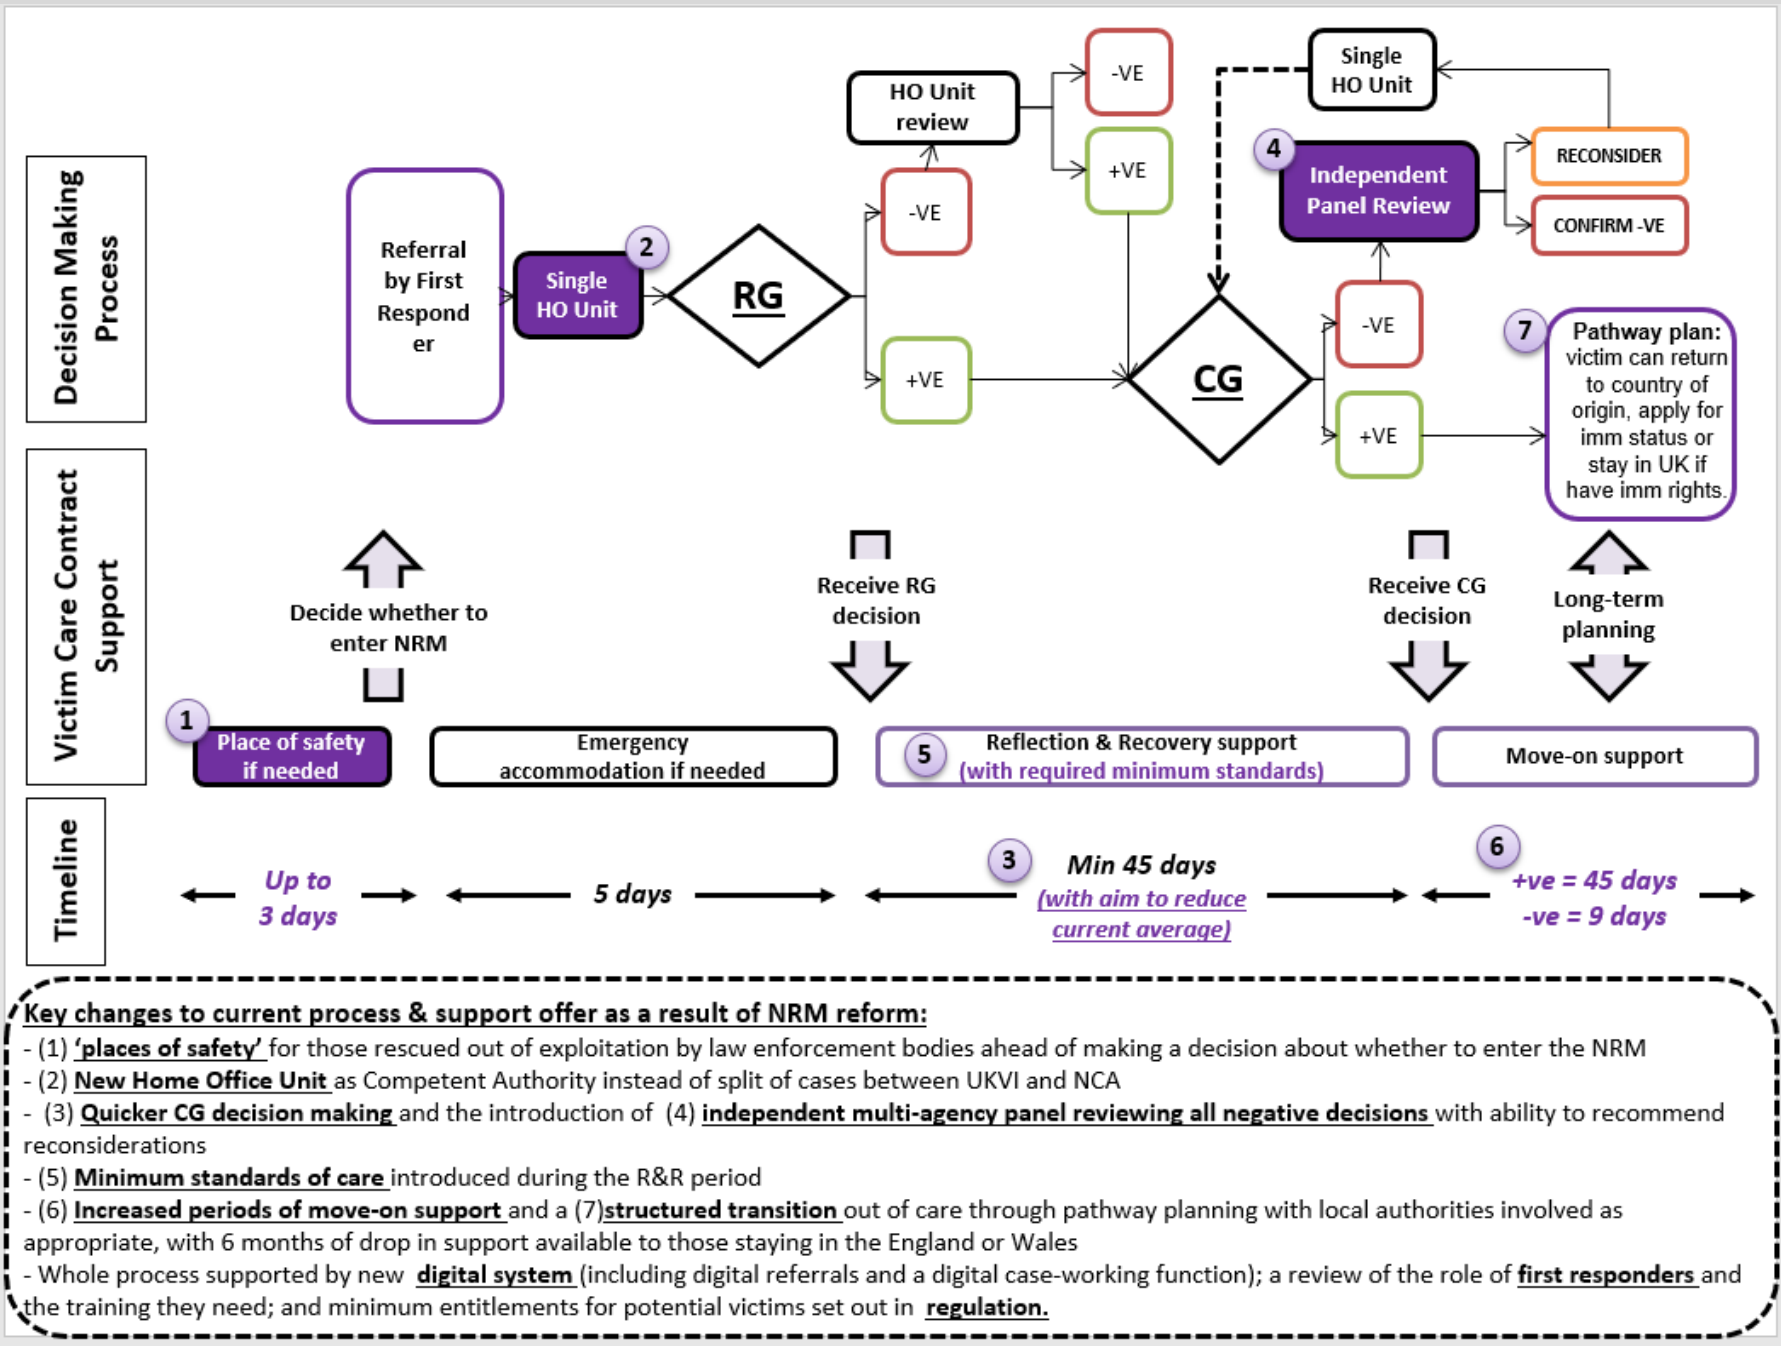 Decision Making
Process
Referral
by First
Respond
er
2
Single
HO Unit
RG
-VE
+VE
HO Unit
review
-VE
+VE
CG
-VE
+VE
4
Independent
Panel Review
RECONSIDER
CONFIRM -VE
Single
HO Unit
7
Pathway plan:
victim can return
to country of
origin, apply for
imm status or
stay in UK if
have imm rights.
Victim Care Contract
Support
Decide whether to
enter NRM
Receive RG
decision
Receive CG
decision
Long-term
planning
1
Place of safety
if needed
Emergency
accommodation if needed
5
Reflection & Recovery support
(with required minimum standards)
Move-on support
Timeline
Up to
3 days
5 days
3
Min 45 days
(with aim to reduce
current average)
6
+ve = 45 days
-ve = 9 days
Key changes to current process & support offer as a result of NRM reform:
- (1) ‘places of safety’ for those rescued out of exploitation by law enforcement bodies ahead of making a decision about whether to enter the NRM
- (2) New Home Office Unit as Competent Authority instead of split of cases between UKVI and NCA
- (3) Quicker CG decision making and the introduction of (4) independent multi-agency panel reviewing all negative decisions with ability to recommend
reconsiderations
- (5) Minimum standards of care introduced during the R&R period
- (6) Increased periods of move-on support and a (7)structured transition out of care through pathway planning with local authorities involved as
appropriate, with 6 months of drop in support available to those staying in the England or Wales
- Whole process supported by new digital system (including digital referrals and a digital case-working function); a review of the role of first responders and
the training they need; and minimum entitlements for potential victims set out in regulation.